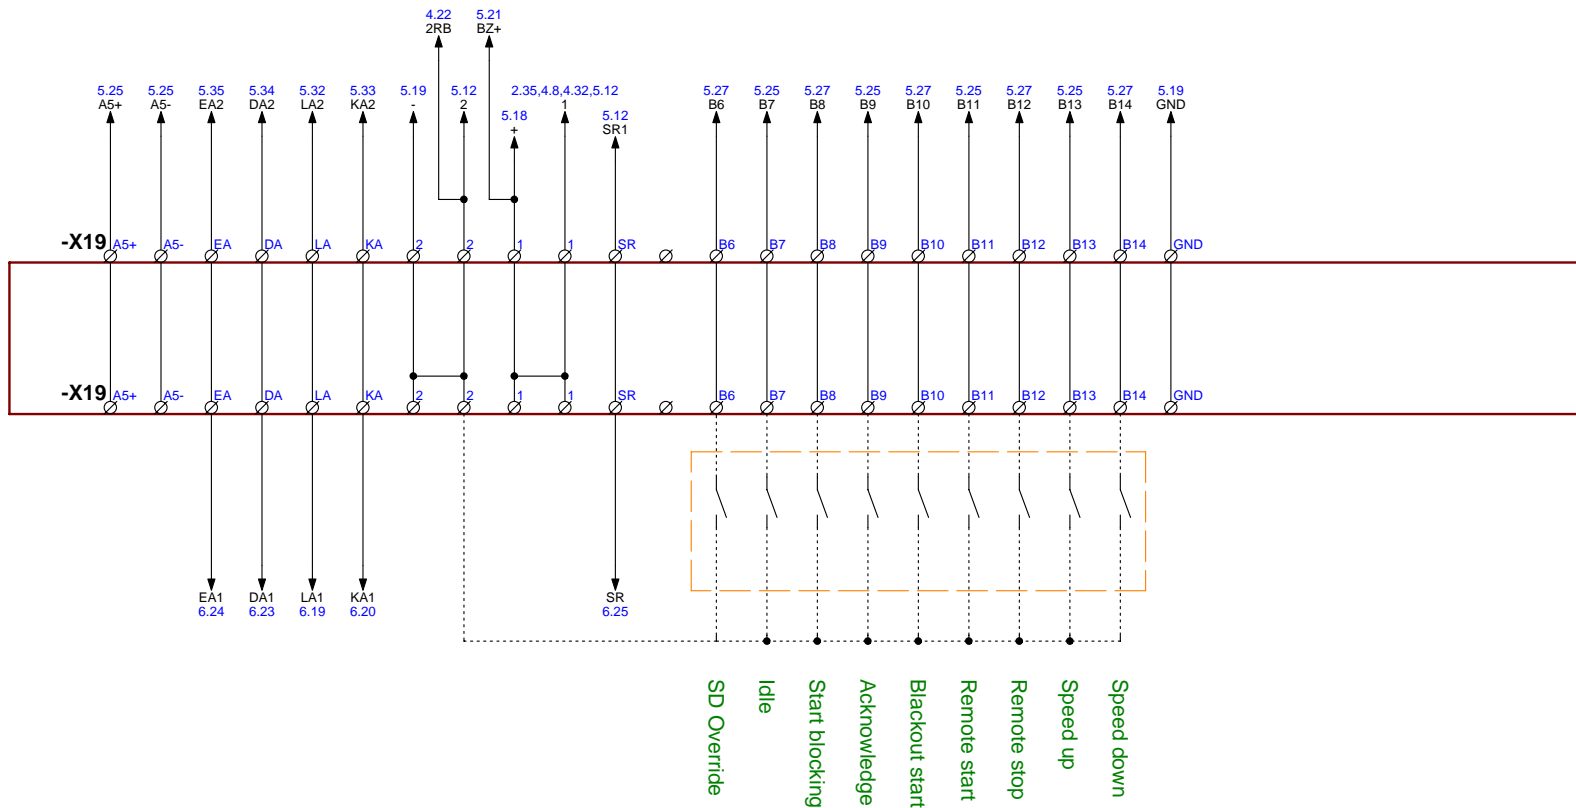 4.22 5.21
2RB BZ+
5.25 5.25 5.35 5.34 5.32 5.33 5.19 5.12 2.35,4.8,4.32,5.12 5.27 5.25 5.27 5.25 5.27 5.25 5.27 5.25 5.27 5.19
A5+ A5- EA2 DA2 LA2 KA2 - 2 1 B6 B7 B8 B9 B10 B11 B12 B13 B14 GND
5.18 5.12
+ SR1
-X19 A5+ A5- EA DA LA KA 2 2 1 1 SR B6 B7 B8 B9 B10 B11 B12 B13 B14 GND
-X19 A5+ A5- EA DA LA KA 2 2 1 1 SR B6 B7 B8 B9 B10 B11 B12 B13 B14 GND
EA1 DA1 LA1 KA1 SR
6.24 6.23 6.19 6.20 6.25
SD Override
Idle
Start blocking
Acknowledge
Blackout start
Remote start
Remote stop
Speed up
Speed down